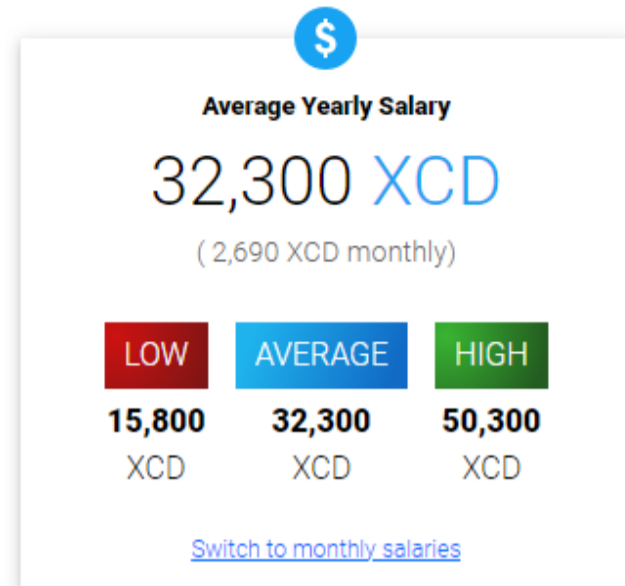 $
Average Yearly Salary
32,300 XCD
( 2,690 XCD monthly)
LOW AVERAGE HIGH
15,800 32,300 50,300
XCD XCD XCD
Switch to monthly salaries